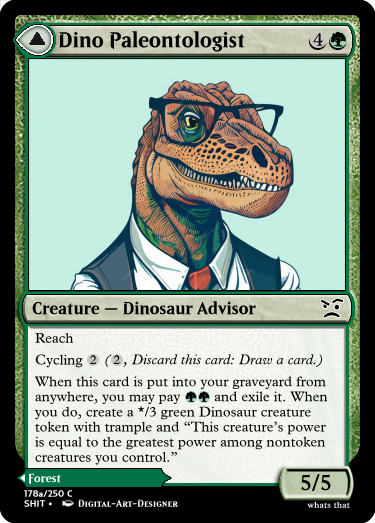 Dino Paleontologist 4
Creature — Dinosaur Advisor
Reach
Cycling 2 (2, Discard this card: Draw a card.)
When this card is put into your graveyard from
anywhere, you may pay and exile it. When
you do, create a */3 green Dinosaur creature
token with trample and “This creature's power
is equal to the greatest power among nontoken
creatures you control.”
Forest
5/5
178a/250 C
SHIT • Digital-Art-Designer
whats that